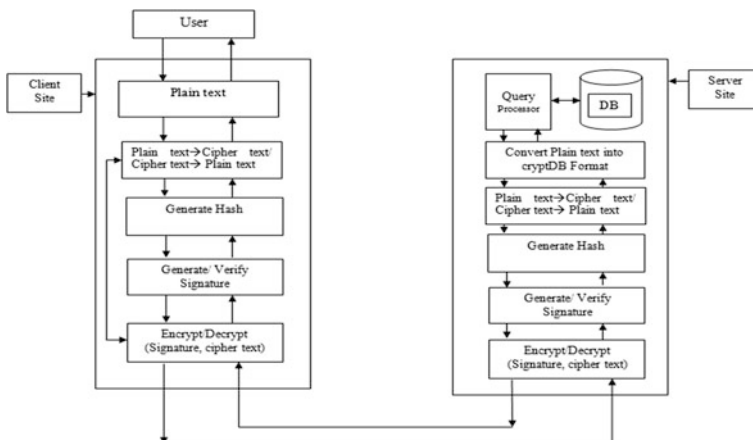 User
Client
Site
Plain text
Plain text→Cipher text/
Cipher text→ Plain text
Generate Hash
Generate/ Verify
Signature
Encrypt/Decrypt
(Signature, cipher text)
Query
Processor
DB
Server
Site
Convert Plain text into
cryptDB Format
Plain text→Cipher text/
Cipher text→ Plain text
Generate Hash
Generate/ Verify
Signature
Encrypt/Decrypt
(Signature, cipher text)